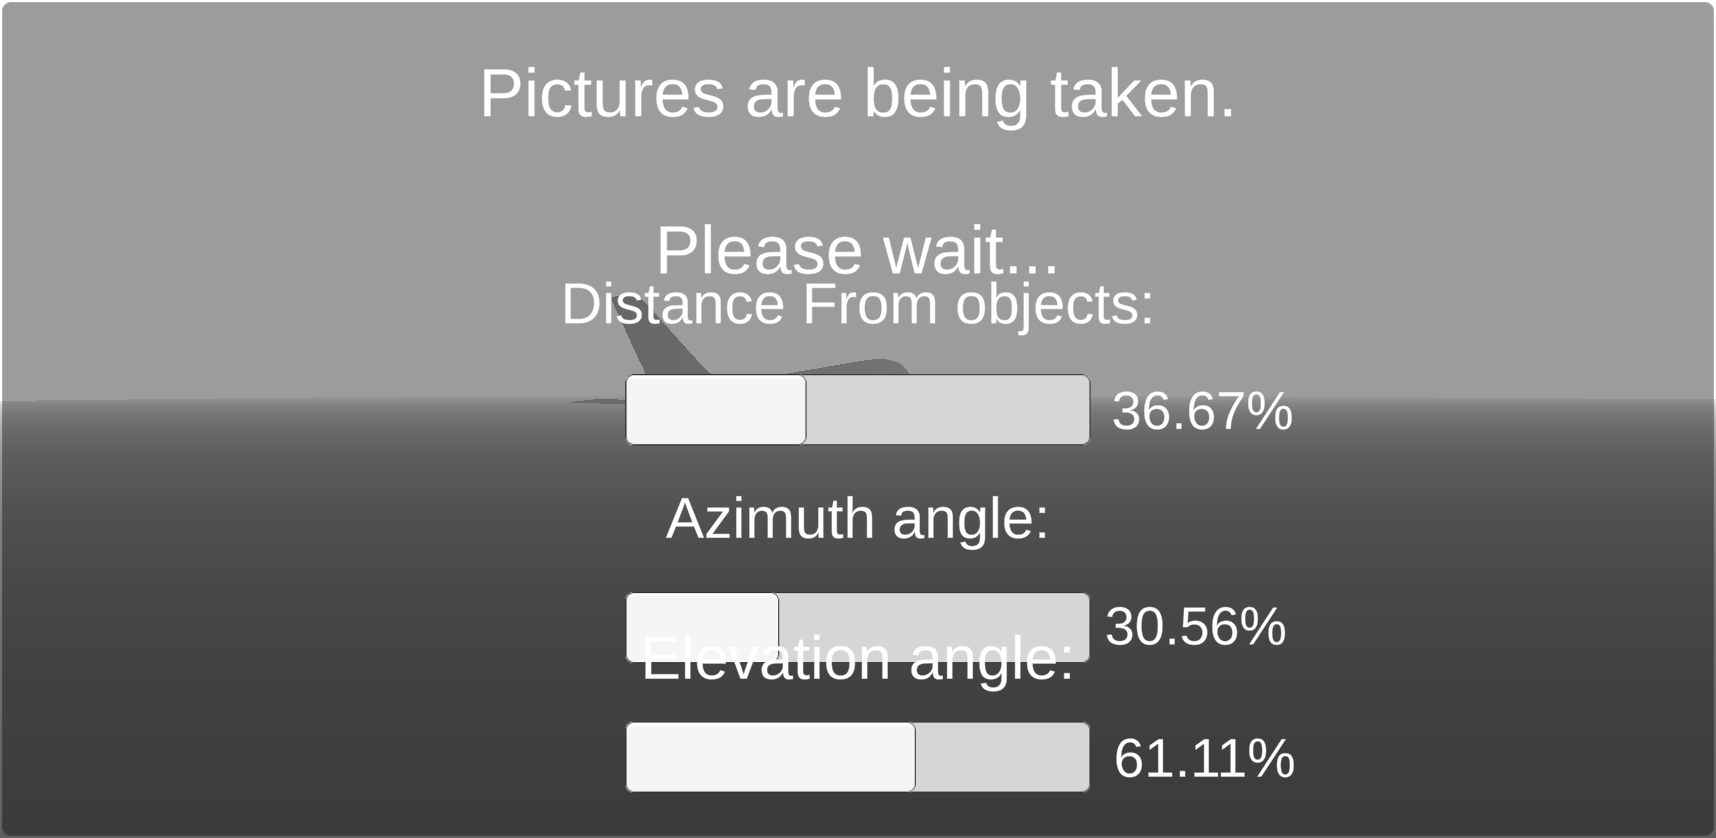 Pictures are being taken.
Please wait...
Distance From objects:
36.67%
Azimuth angle:
30.56%
Elevation angle:
61.11%